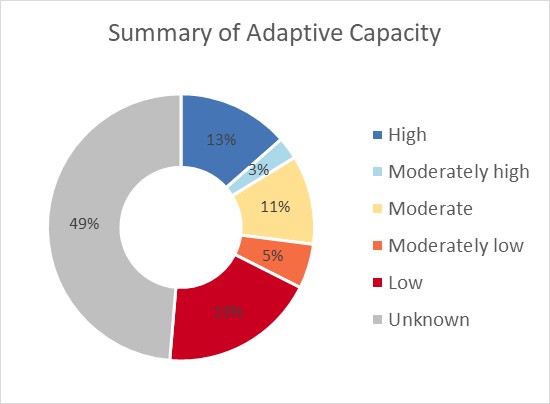 Summary of Adaptive Capacity
13%
3%
11%
5%
19%
49%
High
Moderately high
Moderate
Moderately low
Low
Unknown